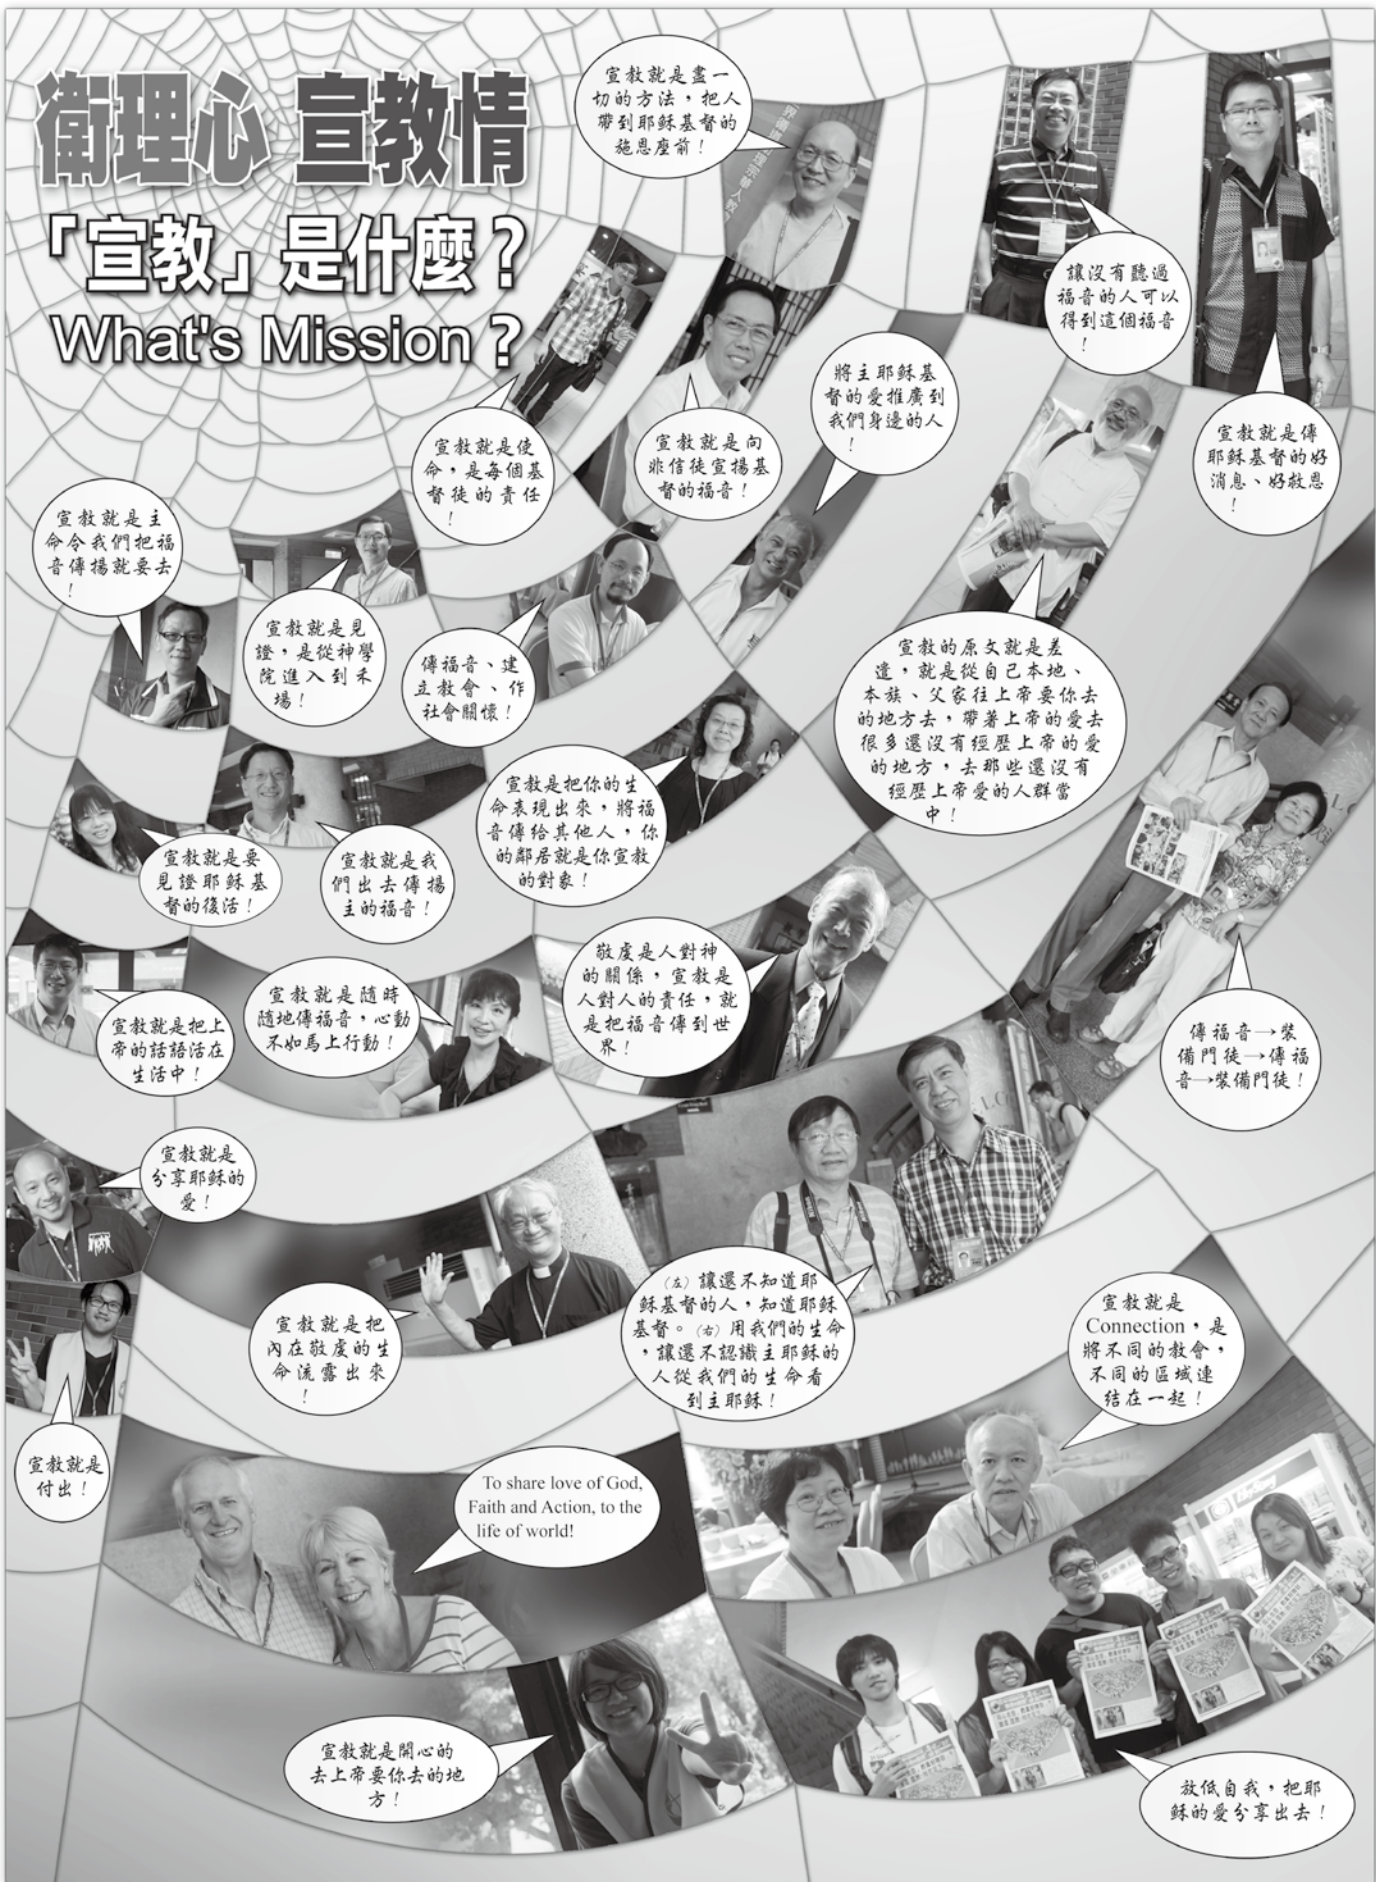 衛理心 宣教情
「宣教」是什麼？
What's Mission？
宣教就是盡一
切的方法，把人
帶到耶穌基督的
施恩座前！
讓沒有聽過
福音的人可以
得到這個福音
！
宣教就是傳
耶穌基督的好
消息、好救恩
！
將主耶穌基
督的愛推廣到
我們身邊的人
！
宣教就是使
命，是每個基
督徒的責任
！
宣教就是向
非信徒宣揚基
督的福音！
宣教就是主
命令我們把福
音傳揚就要去
！
宣教就是見
證，是從神學
院進入到禾
場！
傳福音、建
立教會、作
社會關懷！
宣教的原文就是差
遣，就是從自己本地、
本族、父家往上帝要你去
的地方去，帶著上帝的愛去
很多還沒有經歷上帝的愛
的地方，去那些還沒有
經歷上帝愛的人群當
中！
宣教是把你的生
命表現出來，將福
音傳給其他人，你
的鄰居就是你宣教
的對象！
宣教就是要
見證耶穌基
督的復活！
宣教就是我
們出去傳揚
主的福音！
敬虔是人對神
的關係，宣教是
人對人的責任，就
是把福音傳到世
界！
宣教就是把上
帝的話語活在
生活中！
宣教就是隨時
隨地傳福音，心動
不如馬上行動！
傳福音→裝
備門徒→傳福
音→裝備門徒！
宣教就是
分享耶穌的
愛！
宣教就是把
內在敬虔的生
命流露出來
！
（左）讓還不知道耶
穌基督的人，知道耶穌
基督。（右）用我們的生命
，讓還不認識主耶穌的
人從我們的生命看
到主耶穌！
宣教就是
Connection，是
將不同的教會，
不同的區域連
結在一起！
宣教就是
付出！
To share love of God,
Faith and Action, to the
life of world!
宣教就是開心的
去上帝要你去的地
方！
放低自我，把耶
穌的愛分享出去！